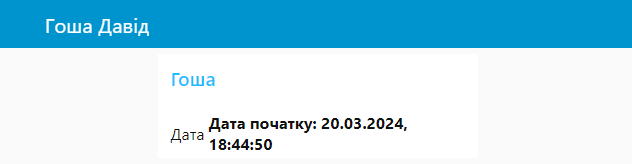 Гоша Давід
Гоша
Дата Дата початку: 20.03.2024,
18:44:50